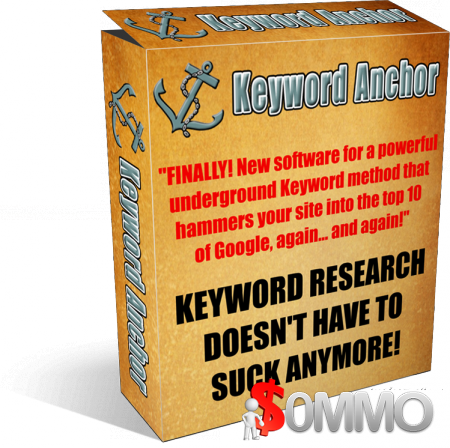 Keyword Anchor
"FINALLY! New software for a powerful
underground Keyword method that
hammers your site into the top 10
of Google, again... and again!"
KEYWORD RESEARCH
DOESN'T HAVE TO
SUCK ANYMORE!
Keyword Anchor
$OMMO